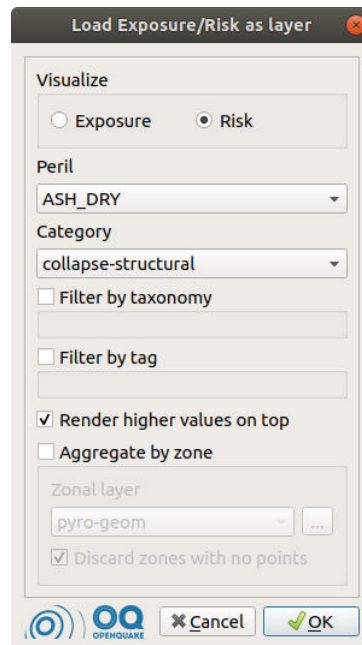 Load Exposure/Risk as layer
Visualize
Exposure Risk
Peril
ASH_DRY
Category
collapse-structural
Filter by taxonomy
Filter by tag
Render higher values on top
Aggregate by zone
Zonal layer
pyro-geom ...
Discard zones with no points
OQ OPENQUAKE Cancel OK